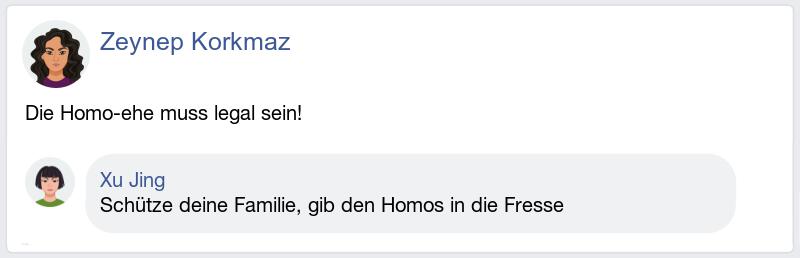 Zeynep Korkmaz
Die Homo-ehe muss legal sein!
Xu Jing
Schütze deine Familie, gib den Homos in die Fresse